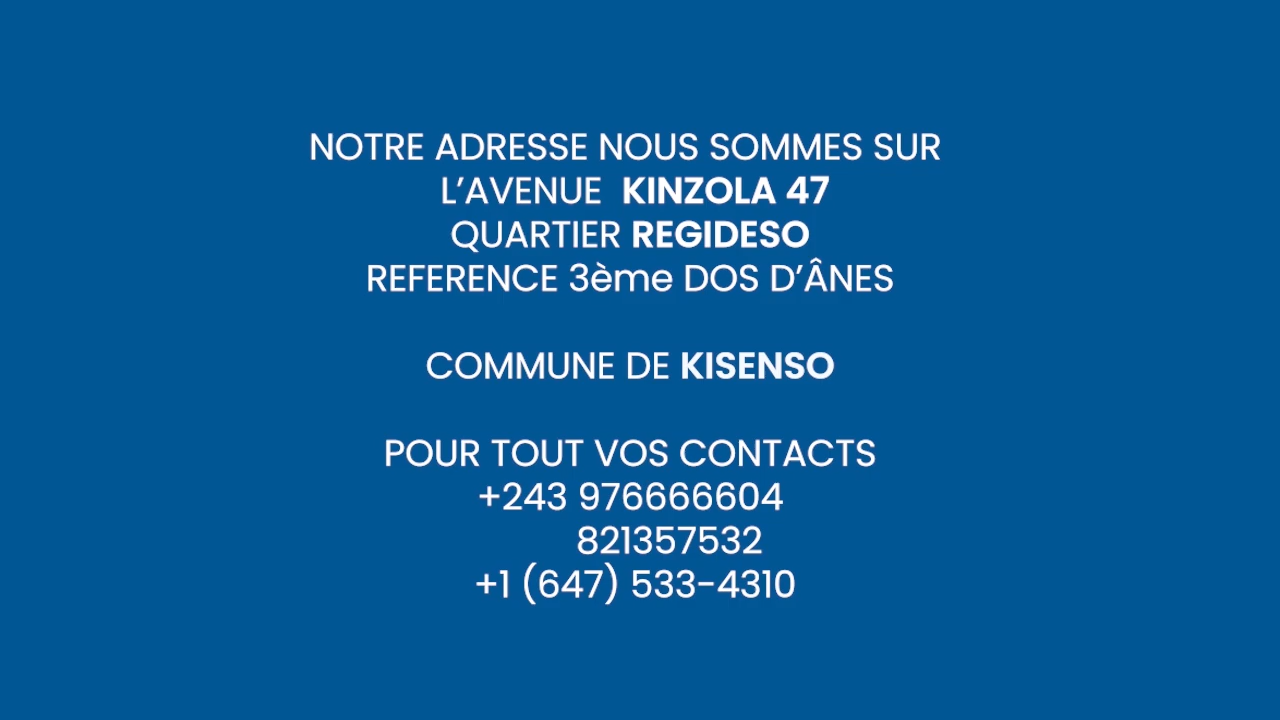 NOTRE ADRESSE NOUS SOMMES SUR
L’AVENUE KINZOLA 47
QUARTIER REGIDESO
REFERENCE 3ème DOS D’ÂNES
COMMUNE DE KISENSO
POUR TOUT VOS CONTACTS
+243 976666604
821357532
+1 (647) 533-4310